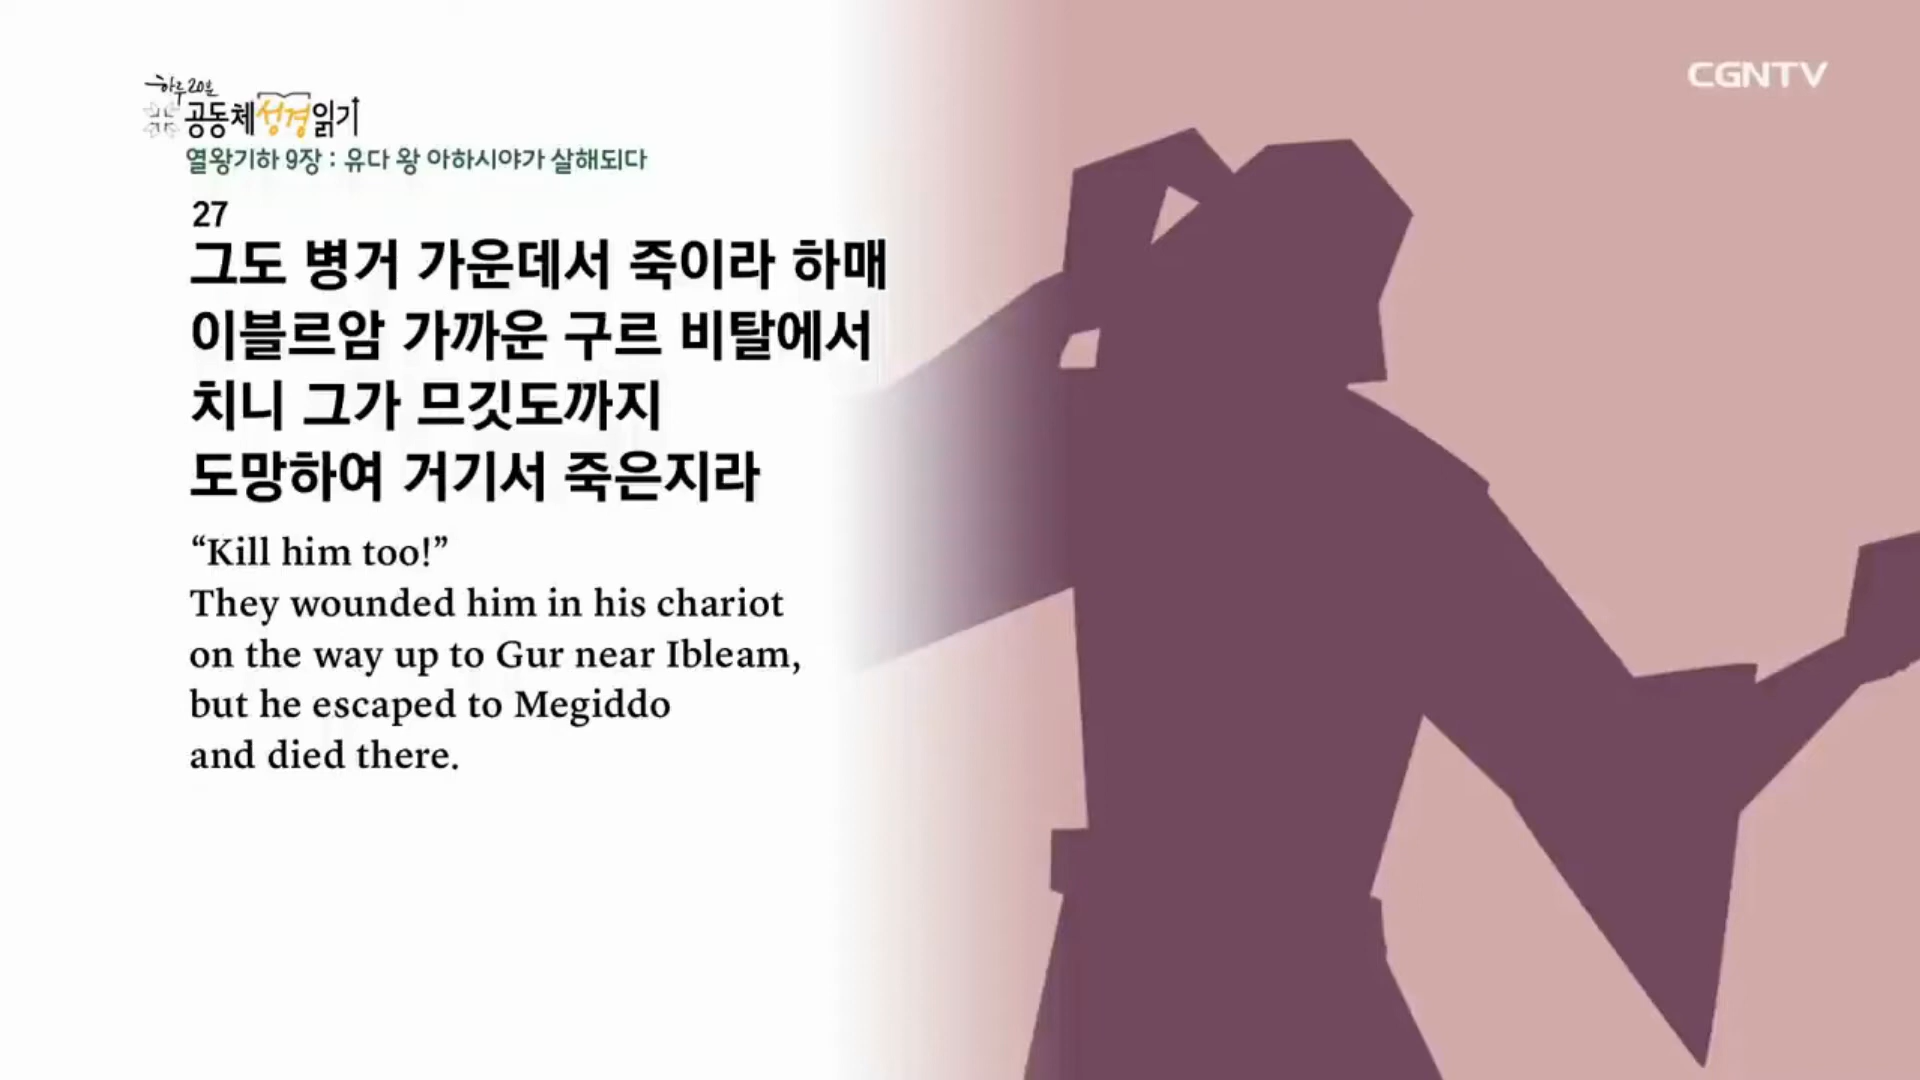 하루 20분
공동체성경읽기
CGNTV
열왕기하 9장 : 유다 왕 아하시야가 살해되다
27
그도 병거 가운데서 죽이라 하매
이블르암 가까운 구르 비탈에서
치니 그가 므깃도까지
도망하여 거기서 죽은지라
“Kill him too!”
They wounded him in his chariot
on the way up to Gur near Ibleam,
but he escaped to Megiddo
and died there.